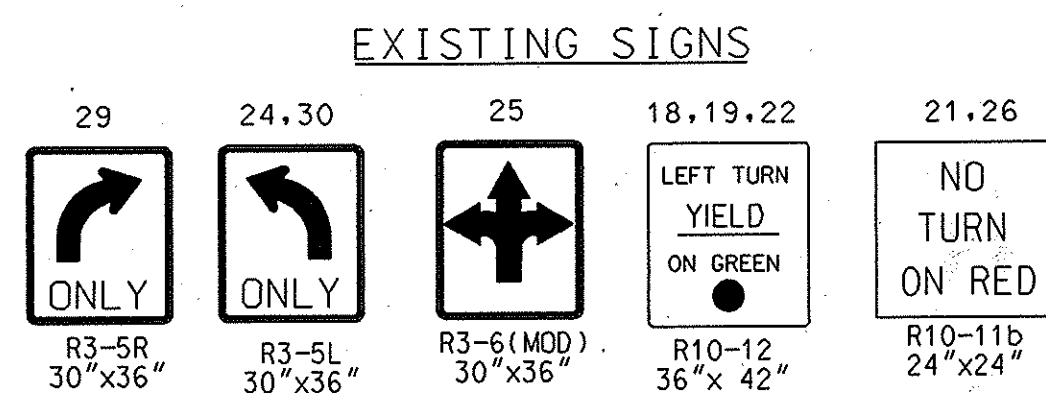 EXISTING SIGNS
29
24,30
25
18,19,22
21,26
ONLY
ONLY
LEFT TURN
YIELD
ON GREEN
NO
TURN
ON RED
R3-5R
30"x36"
R3-5L
30"x36"
R3-6(MOD).
30"x36"
R10-12
36"x 42"
R10-11b
24"x24"